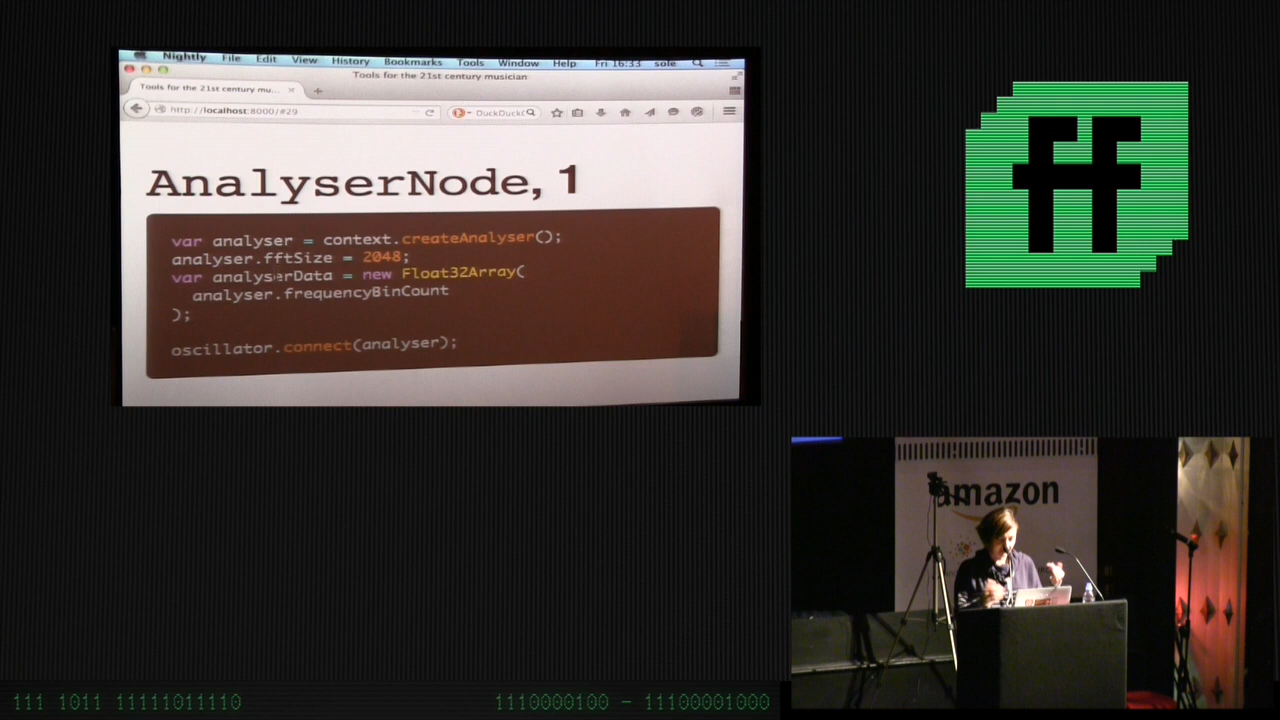 Nightly File Edit View History Bookmarks Tools Window Help Fri 16:33 sole
Tools for the 21st century musician
Tools for the 21st century mu...
http://localhost:8000/#29
DuckDuckG
AnalyserNode, 1
var analyser = context.createAnalyser();
analyser.fftSize = 2048;
var analyserData = new Float32Array(
analyser.frequencyBinCount
);
oscillator.connect(analyser);
ff
amazon
111 1011 11111011110
1110000100 - 11100001000